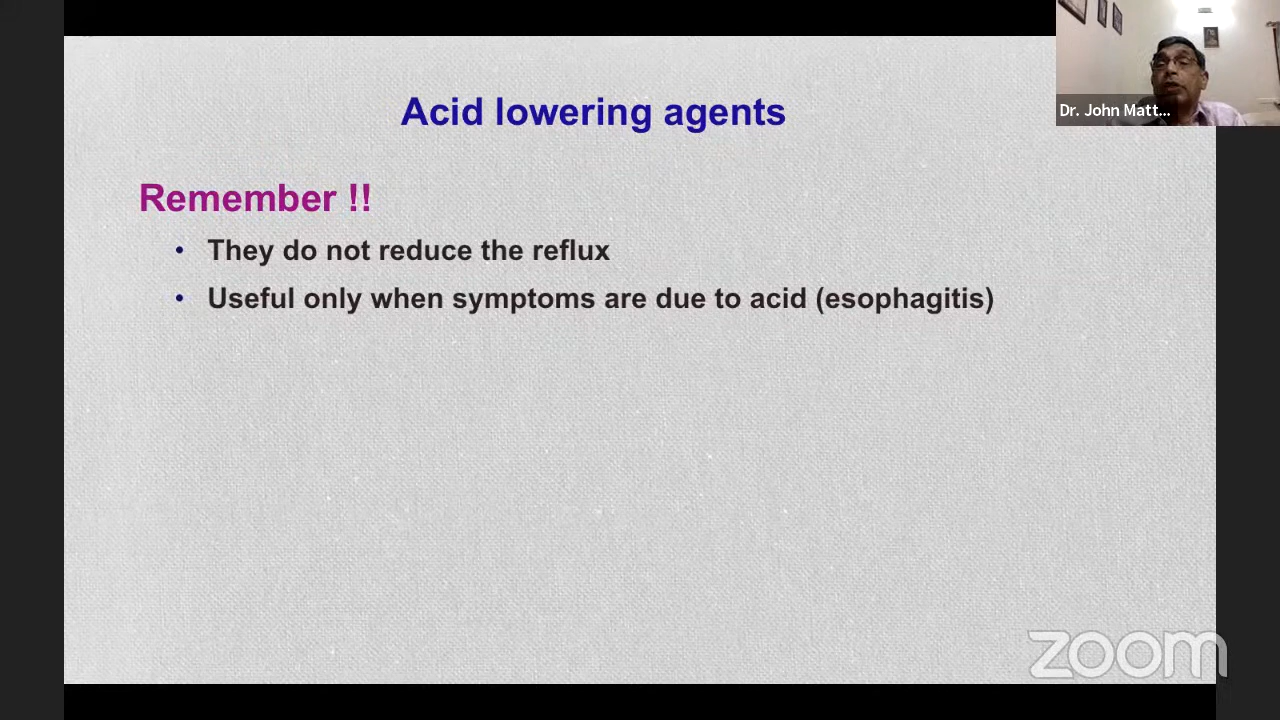 Acid lowering agents
Dr. John Matt...
Remember !!
• They do not reduce the reflux
• Useful only when symptoms are due to acid (esophagitis)
zoom